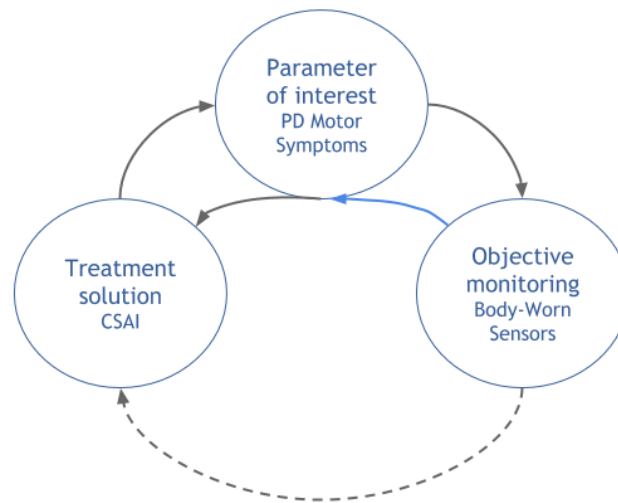 Parameter
of interest
PD Motor
Symptoms
Treatment
solution
CSAI
Objective
monitoring
Body-Worn
Sensors